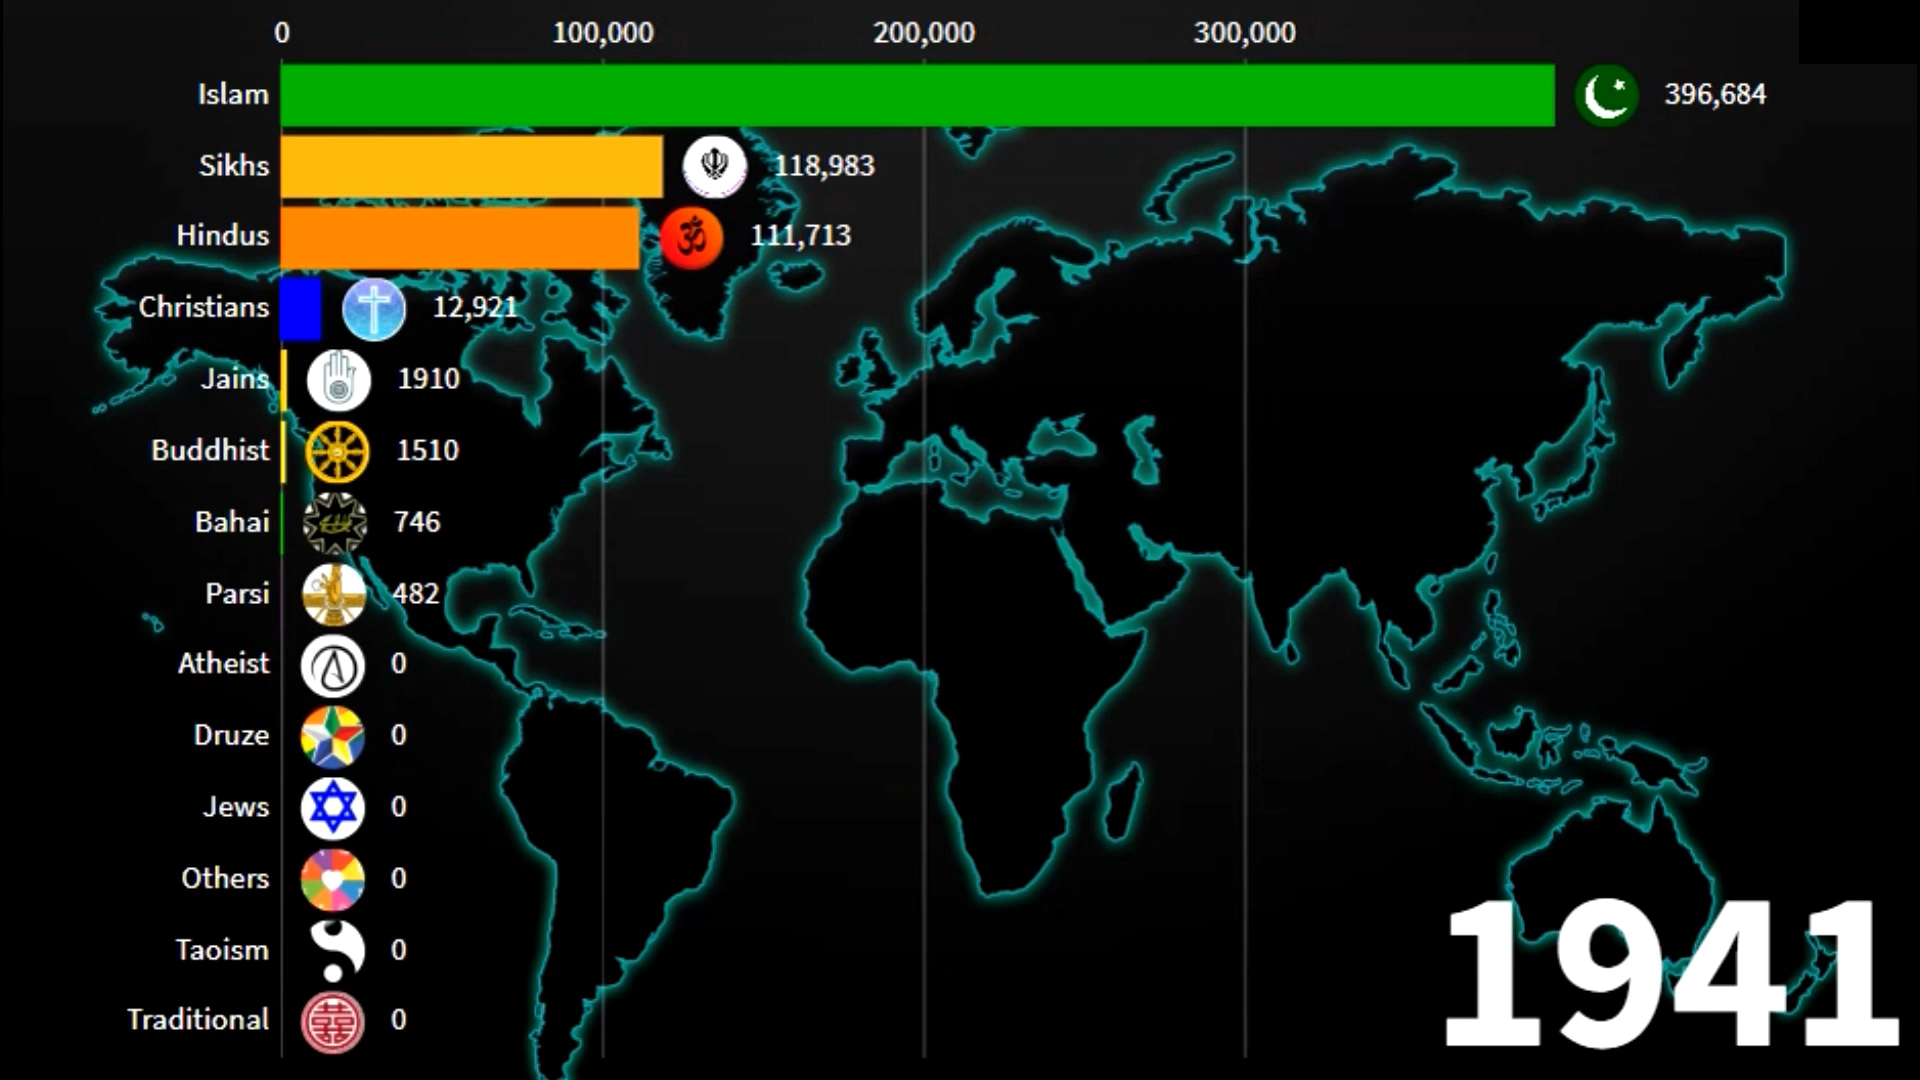 0 100,000 200,000 300,000
Islam 396,684
Sikhs 118,983
Hindus 111,713
Christians 12,921
Jains 1910
Buddhist 1510
Bahai 746
Parsi 482
Atheist 0
Druze 0
Jews 0
Others 0
Taoism 0
Traditional 0
1941